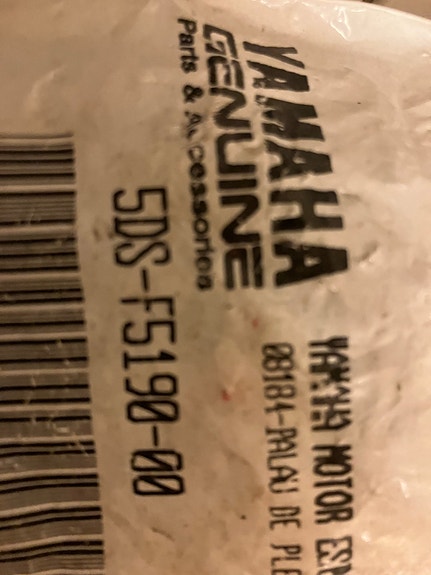 YAMAHA
GENUINE
Parts & Accessories
YAMAHA MOTOR
08184-PALAU DE
5DS-F5190-00